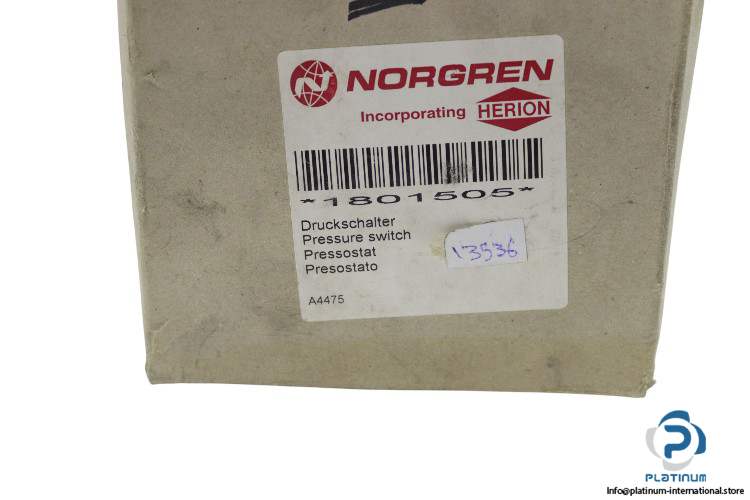 NORGREN
Incorporating HERION
*1801505*
Druckschalter
Pressure switch
Pressostat
Presostato
13536
A4475
PLATINUM
Info@platinum-international.store